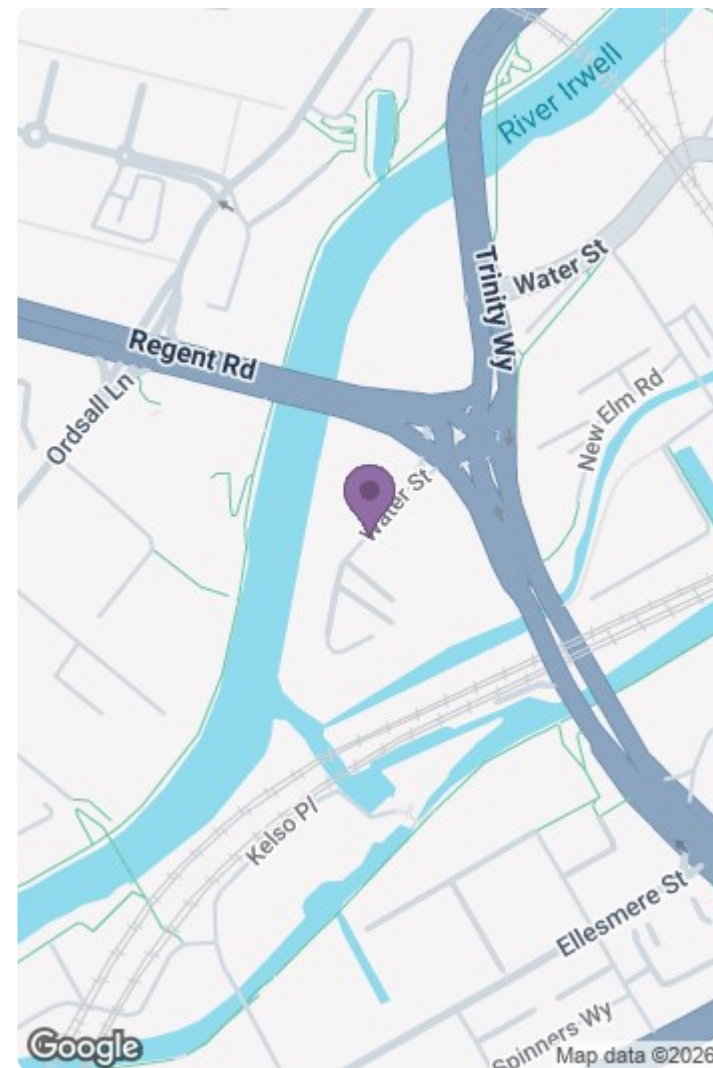 River Irwell
Water St
Trinity Wy
Regent Rd
Ordsall Ln
New Elm Rd
Water St
Kelso Pl
Ellesmere St
Spinners Wy
Google
Map data ©2026